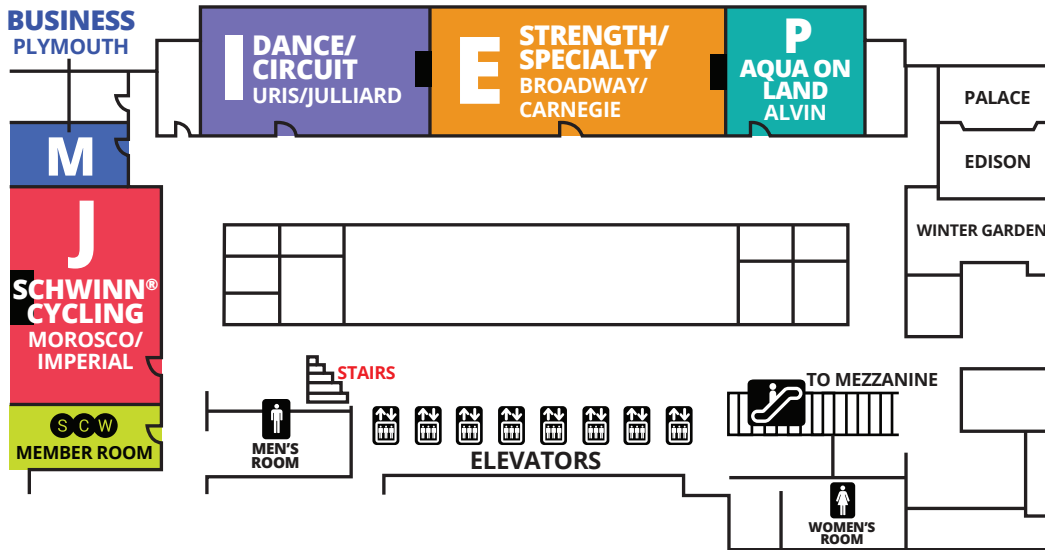 BUSINESS
PLYMOUTH
M
J
SCHWINN®
CYCLING
MOROSCO/
IMPERIAL
S C W
MEMBER ROOM
I
DANCE/
CIRCUIT
URIS/JULLIARD
E
STRENGTH/
SPECIALTY
BROADWAY/
CARNEGIE
P
AQUA ON
LAND
ALVIN
PALACE
EDISON
WINTER GARDEN
STAIRS
MEN'S
ROOM
ELEVATORS
TO MEZZANINE
WOMEN'S
ROOM